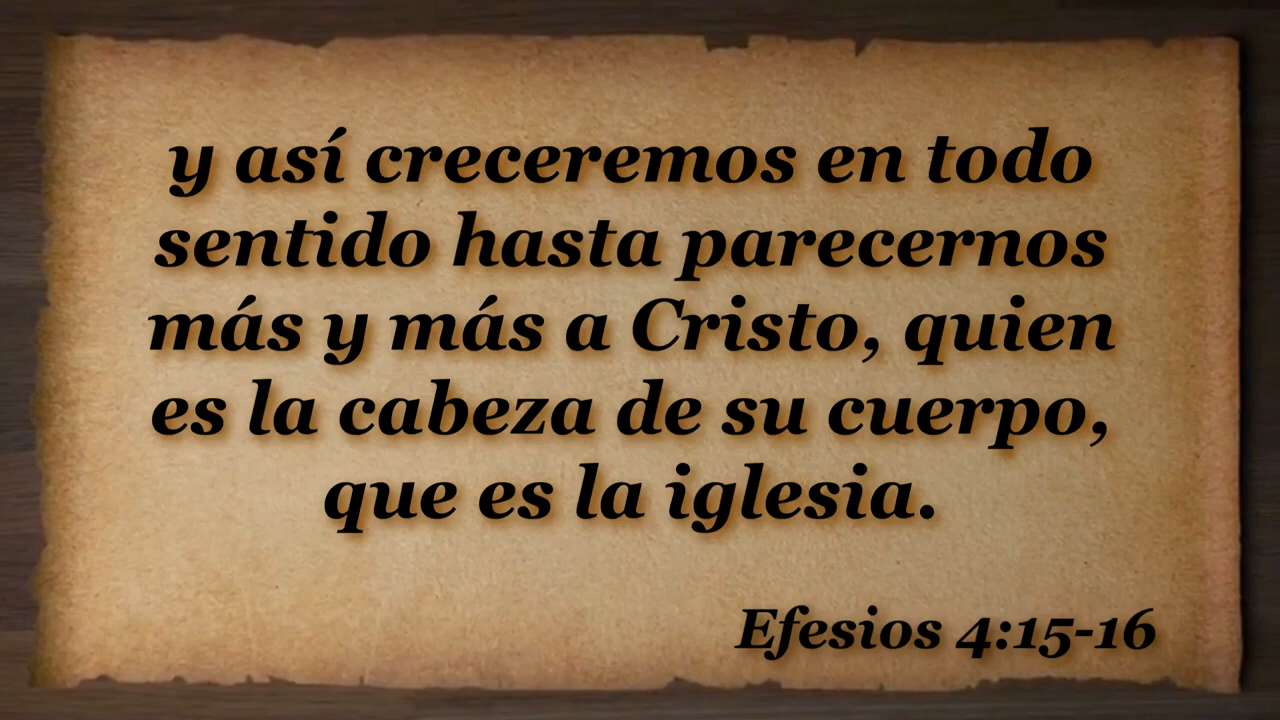 y así creceremos en todo
sentido hasta parecernos
más y más a Cristo, quien
es la cabeza de su cuerpo,
que es la iglesia.
Efesios 4:15-16